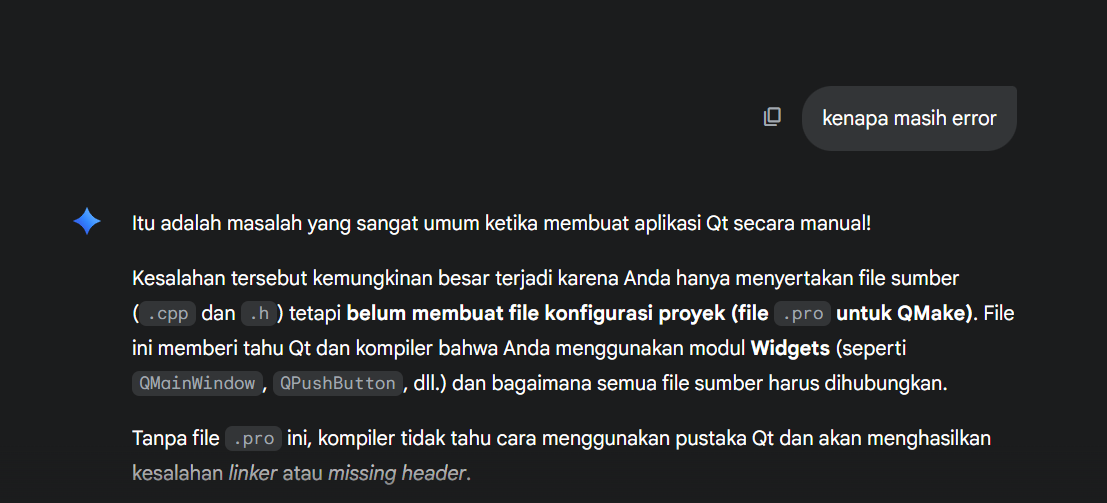 kenapa masih error
Itu adalah masalah yang sangat umum ketika membuat aplikasi Qt secara manual!
Kesalahan tersebut kemungkinan besar terjadi karena Anda hanya menyertakan file sumber
(.cpp dan .h) tetapi belum membuat file konfigurasi proyek (file .pro untuk QMake). File
ini memberi tahu Qt dan kompiler bahwa Anda menggunakan modul Widgets (seperti
QMainWindow, QPushButton, dll.) dan bagaimana semua file sumber harus dihubungkan.
Tanpa file .pro ini, kompiler tidak tahu cara menggunakan pustaka Qt dan akan menghasilkan
kesalahan linker atau missing header.